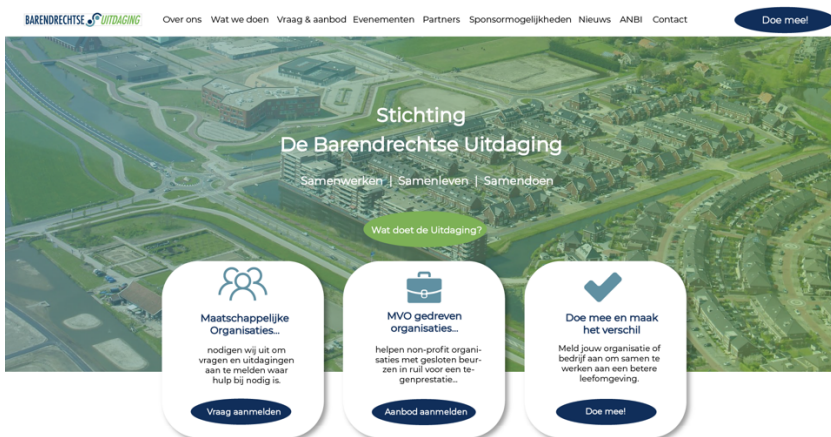 BARENDRECHTSE UITDAGING
Over ons Wat we doen Vraag & aanbod Evenementen Partners Sponsormogelijkheden Nieuws ANBI Contact
Doe mee!
Stichting
De Barendrechtse Uitdaging
Samenwerken | Samenleven | Samendoen
Wat doet de Uitdaging?
Maatschappelijke
Organisaties...
nodigen wij uit om
vragen en uitdagingen
aan te melden waar
hulp bij nodig is.
Vraag aanmelden
MVO gedreven
organisaties...
helpen non-profit organi-
saties met gesloten beur-
zen in ruil voor een te-
genprestatie...
Aanbod aanmelden
Doe mee en maak
het verschil
Meld jouw organisatie of
bedrijf aan om samen te
werken aan een betere
leefomgeving.
Doe mee!